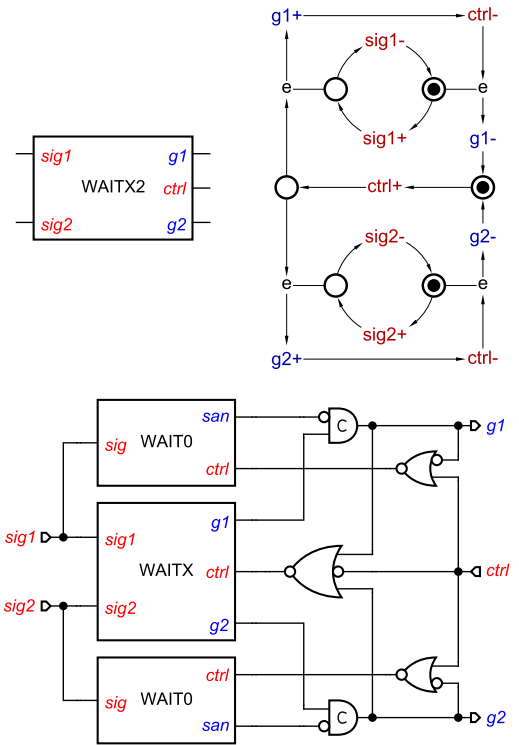 g1+ ctrl-
sig1-
e e
sig1+
g1-
sig1 g1
WAITX2 ctrl
sig2 g2
ctrl+
g2-
sig2-
e e
sig2+
g2+ ctrl-
san
WAIT0
sig
ctrl
C
g1
g1
sig1 sig1
WAITX ctrl
ctrl
sig2 sig2
g2
ctrl
sig WAIT0
san
C
g2